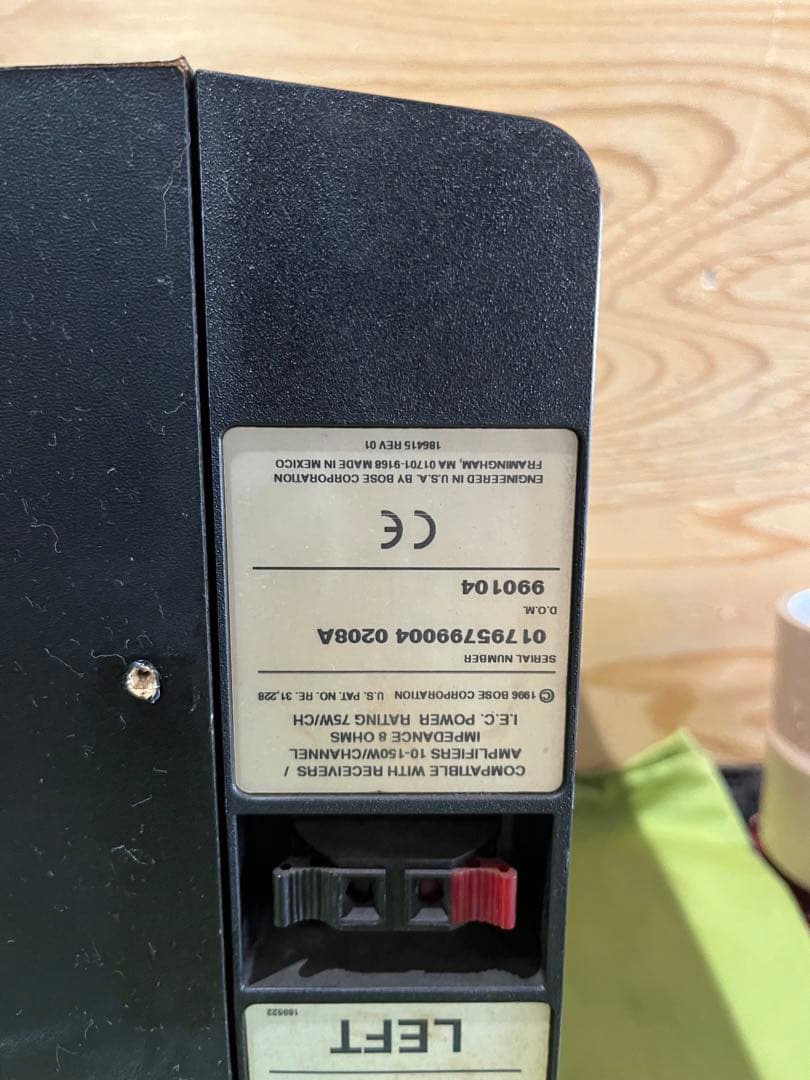 LEFT
189522
COMPATIBLE WITH RECEIVERS /
AMPLIFIERS 10-150W/CHANNEL
IMPEDANCE 8 OHMS
I.E.C. POWER RATING 75W/CH
© 1996 BOSE CORPORATION U.S. PAT. NO. RE. 31,228
SERIAL NUMBER
01795799004 0208A
D.O.M.
990104
CE
ENGINEERED IN U.S.A. BY BOSE CORPORATION
FRAMINGHAM, MA 01701-9168 MADE IN MEXICO
186415 REV 01